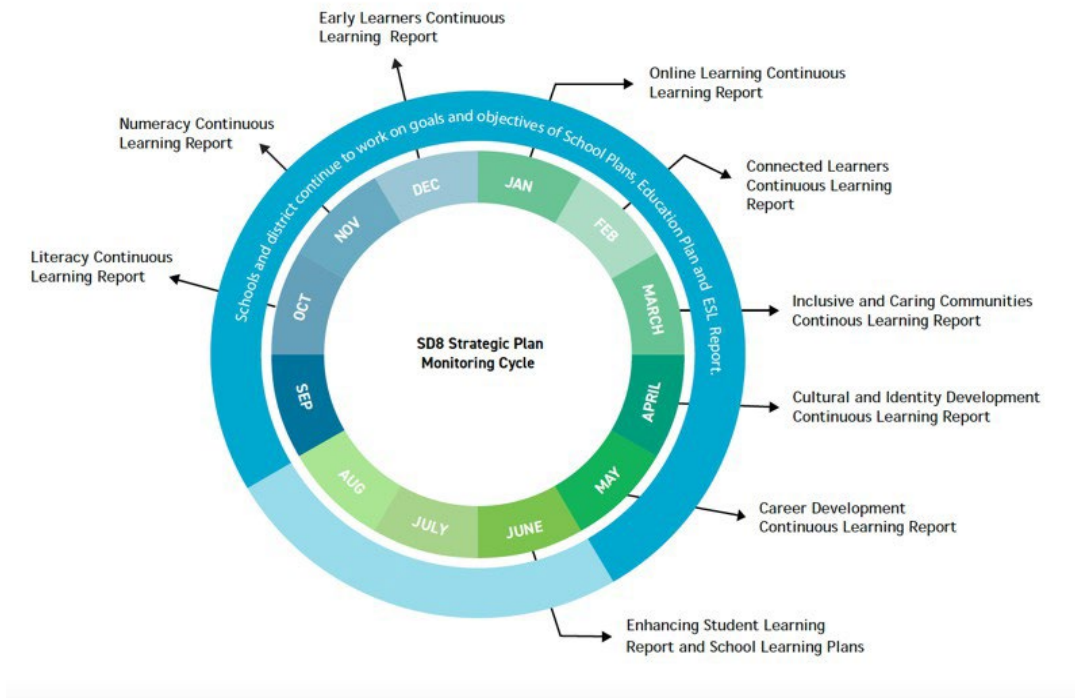 Early Learners Continuous
Learning Report
Online Learning Continuous
Learning Report
Numeracy Continuous
Learning Report
Connected Learners
Continuous Learning
Report
Literacy Continuous
Learning Report
Inclusive and Caring Communities
Continous Learning Report
Cultural and Identity Development
Continuous Learning Report
Career Development
Continuous Learning Report
Enhancing Student Learning
Report and School Learning Plans
Schools and district continue to work on goals and objectives of School Plans, Education Plan and ESL Report.
JAN
FEB
MARCH
APRIL
MAY
JUNE
JULY
AUG
SEP
OCT
NOV
DEC
SD8 Strategic Plan
Monitoring Cycle